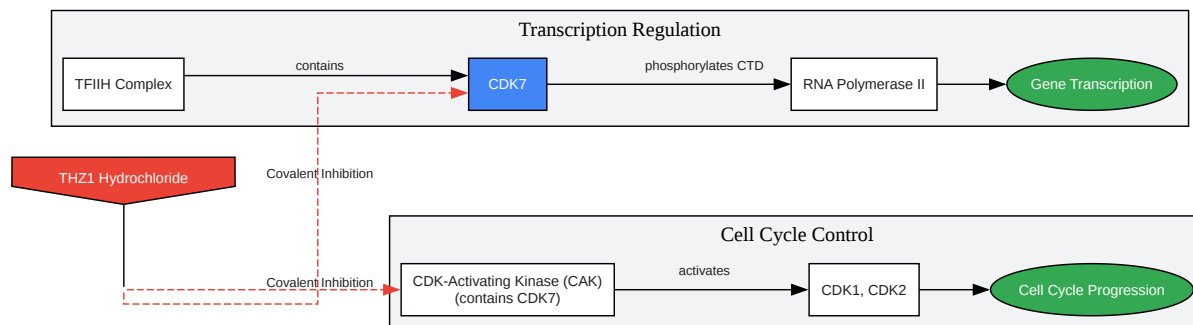 Transcription Regulation
TFIIH Complex
contains
CDK7
phosphorylates CTD
RNA Polymerase II
Gene Transcription
THZ1 Hydrochloride
Covalent Inhibition
Covalent Inhibition
Cell Cycle Control
CDK-Activating Kinase (CAK)
(contains CDK7)
activates
CDK1, CDK2
Cell Cycle Progression